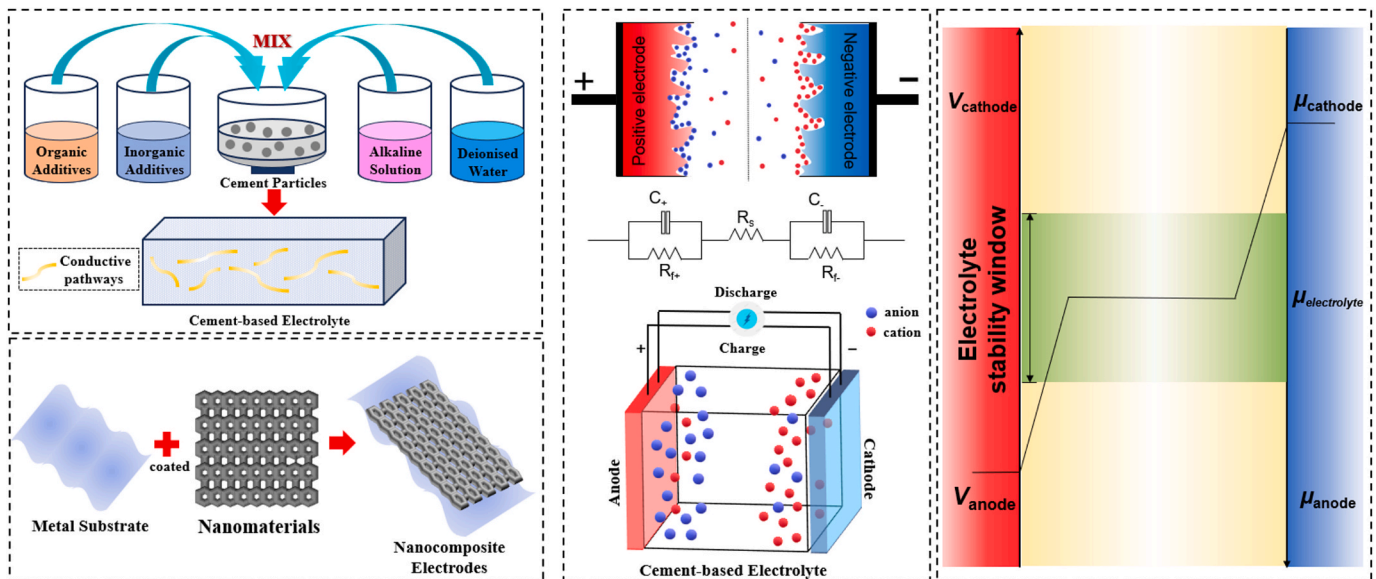 MIX
Organic
Additives
Inorganic
Additives
Cement Particles
Alkaline
Solution
Deionised
Water
Conductive
pathways
Cement-based Electrolyte
coated
Metal Substrate
Nanomaterials
Nanocomposite
Electrodes
+
Positive electrode
Negative electrode
−
C+
Rf+
Rs
C-
Rf-
Discharge
Charge
+
−
anion
cation
Anode
Cathode
Cement-based Electrolyte
Vcathode
Electrolyte
stability window
Vanode
μcathode
μelectrolyte
μanode